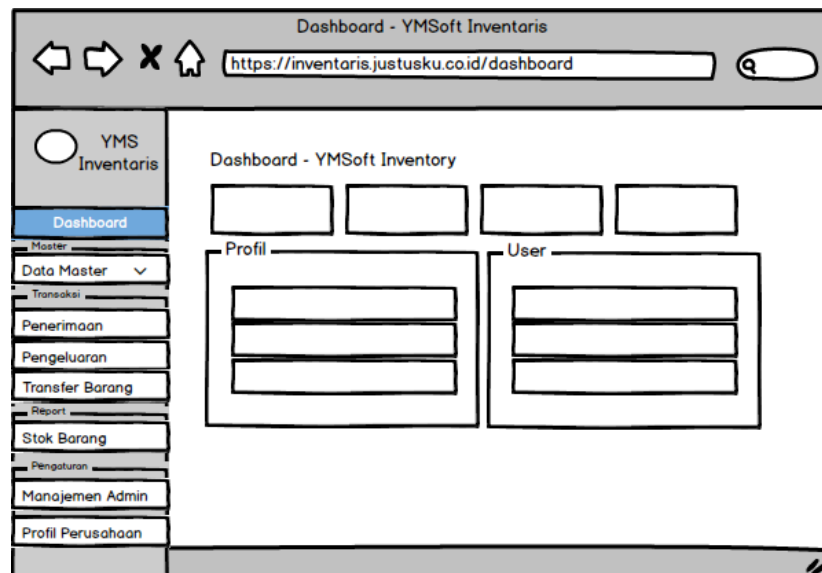 Dashboard - YMSoft Inventaris
https://inventaris.justusku.co.id/dashboard
YMS
Inventaris
Dashboard
Master
Data Master
Transaksi
Penerimaan
Pengeluaran
Transfer Barang
Report
Stok Barang
Pengaturan
Manajemen Admin
Profil Perusahaan
Dashboard - YMSoft Inventory
Profil
User